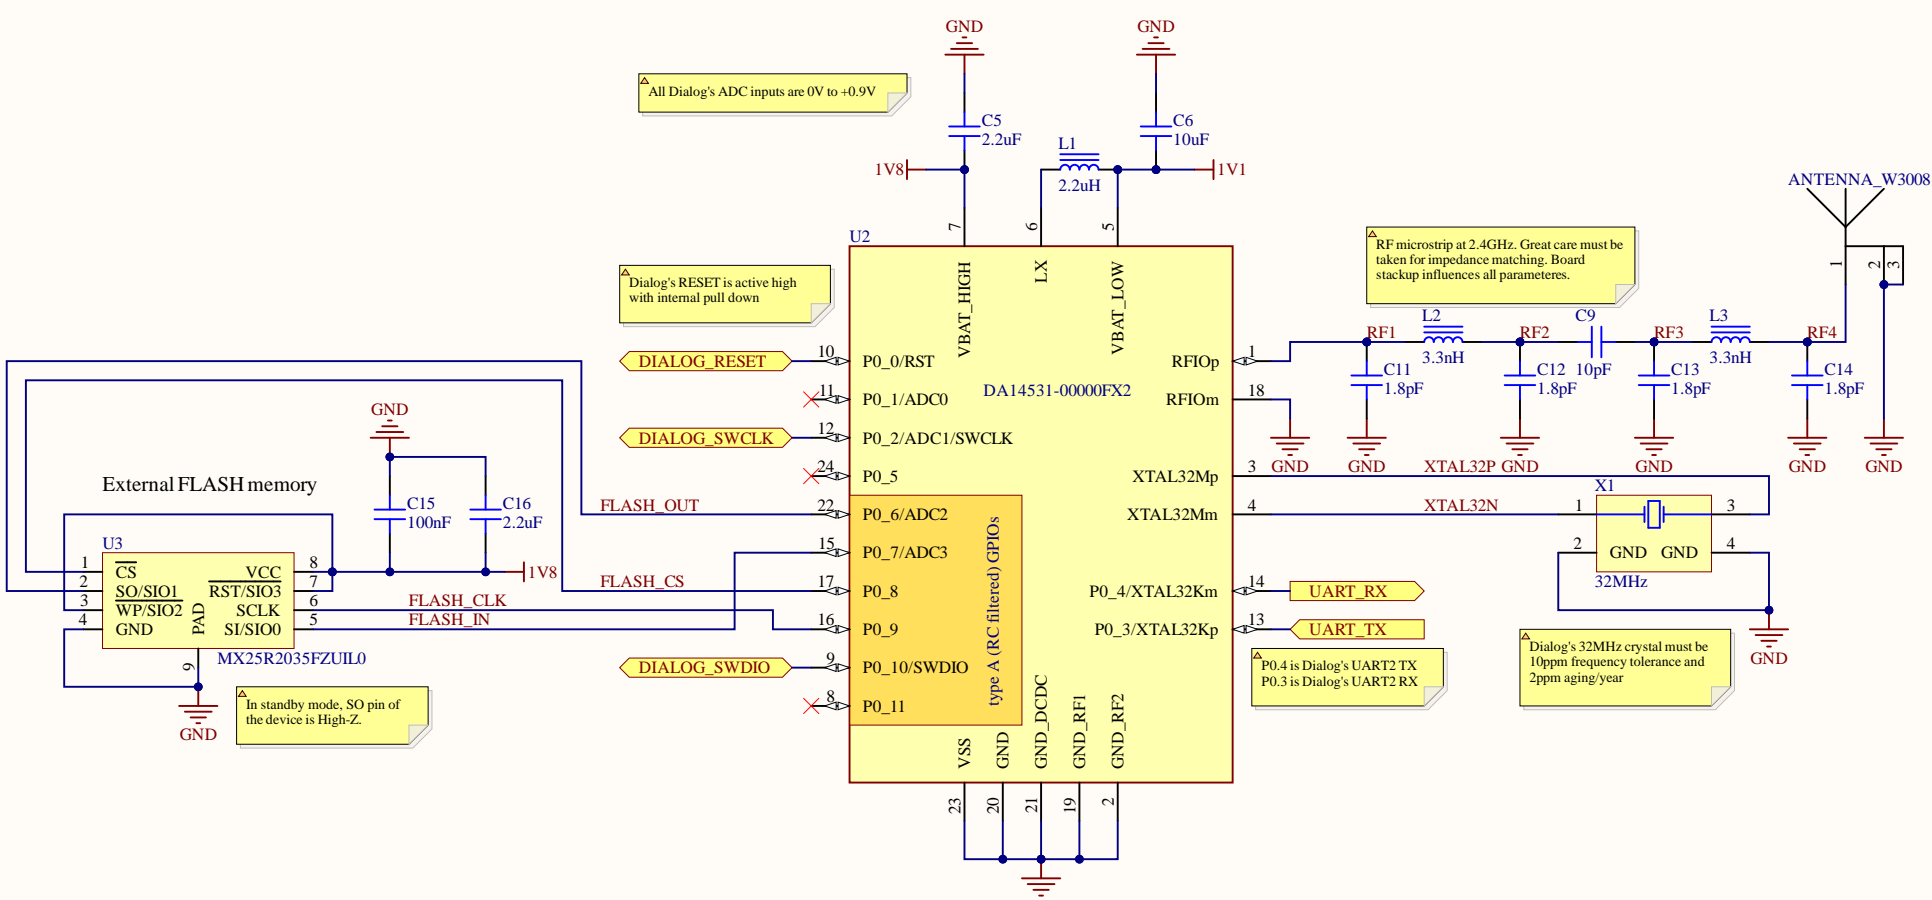 GND
GND
All Dialog's ADC inputs are 0V to +0.9V
C5
2.2uF
C6
10uF
L1
2.2uH
1V8
1V1
ANTENNA_W3008
7
6
5
U2
RF microstrip at 2.4GHz. Great care must be
taken for impedance matching. Board
stackup influences all parameteres.
1
2
3
Dialog's RESET is active high
with internal pull down
VBAT_HIGH
LX
VBAT_LOW
DIALOG_RESET
10
P0_0/RST
11
P0_1/ADC0
DIALOG_SWCLK
12
P0_2/ADC1/SWCLK
24
P0_5
FLASH_OUT
22
P0_6/ADC2
15
P0_7/ADC3
FLASH_CS
17
P0_8
16
P0_9
DIALOG_SWDIO
9
P0_10/SWDIO
8
P0_11
type A (RC filtered) GPIOs
DA14531-00000FX2
RFIOp
1
RFIOm
18
XTAL32Mp
3
XTAL32P
XTAL32Mm
4
XTAL32N
P0_4/XTAL32Km
14
UART_RX
P0_3/XTAL32Kp
13
UART_TX
RF1
L2
3.3nH
RF2
C9
10pF
RF3
L3
3.3nH
RF4
C11
1.8pF
C12
1.8pF
C13
1.8pF
C14
1.8pF
GND
GND
GND
GND
GND
GND
X1
1
3
2
GND
GND
4
32MHz
GND
P0.4 is Dialog's UART2 TX
P0.3 is Dialog's UART2 RX
Dialog's 32MHz crystal must be
10ppm frequency tolerance and
2ppm aging/year
VSS
GND
GND_DCDC
GND_RF1
GND_RF2
23
20
21
19
2
External FLASH memory
GND
C15
100nF
C16
2.2uF
1V8
U3
1
CS
2
SO/SIO1
3
WP/SIO2
4
GND
PAD
9
VCC
8
RST/SIO3
7
SCLK
6
SI/SIO0
5
FLASH_CLK
FLASH_IN
MX25R2035FZUIL0
GND
In standby mode, SO pin of
the device is High-Z.